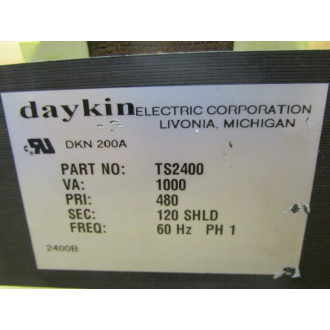 daykin ELECTRIC CORPORATION
LIVONIA, MICHIGAN
DKN 200A
PART NO: TS2400
VA: 1000
PRI: 480
SEC: 120 SHLD
FREQ: 60 Hz PH 1
2400B